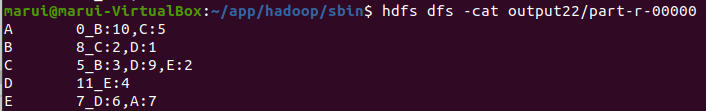 marui@marui-VirtualBox:~/app/hadoop/sbin$ hdfs dfs -cat output22/part-r-00000
A	0_B:10,C:5
B	8_C:2,D:1
C	5_B:3,D:9,E:2
D	11_E:4
E	7_D:6,A:7